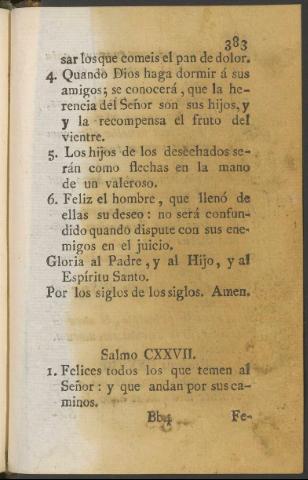 383
sar los que comeis el pan de dolor.
4. Quando Dios haga dormir á sus
amigos; se conocerá, que la he-
rencia del Señor son sus hijos, y
y la recompensa el fruto del
vientre.
5. Los hijos de los desechados se-
rán como flechas en la mano
de un valeroso.
6. Feliz el hombre, que llenó de
ellas su deseo: no será confun-
dido quando dispute con sus ene-
migos en el juicio.
Gloria al Padre, y al Hijo, y al
Espíritu Santo.
Por los siglos de los siglos. Amen.
Salmo CXXVII.
1. Felices todos los que temen al
Señor: y que andan por sus ca-
minos.
Bb4 Fe-